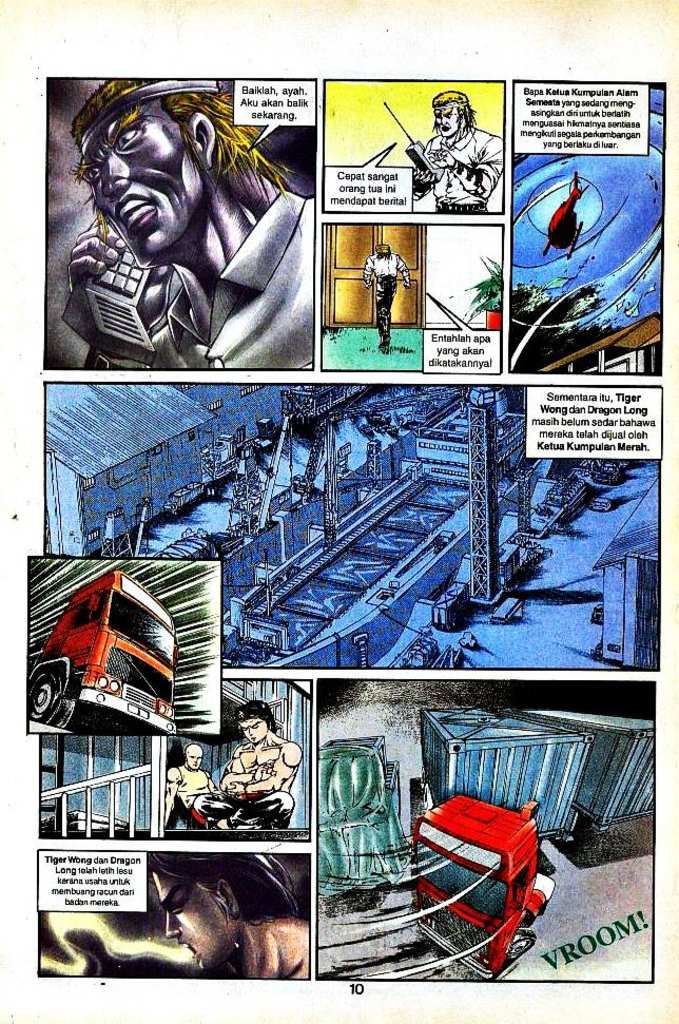 Baiklah, ayah.
Aku akan balik
sekarang.
Cepat sangat
orang tua ini
mendapat berita!
Entahlah apa
yang akan
dikatakannya!
Bapa Ketua Kumpulan Alam
Semesta yang sedang meng-
asingkan diri untuk berlatih
menguasai hikmatnya sentiasa
mengikuti segala perkembangan
yang berlaku di luar.
Sementara itu, Tiger
Wong dan Dragon Long
masih belum sedar bahawa
mereka telah dijual oleh
Ketua Kumpulan Merah.
Tiger Wong dan Dragon
Long telah letih lesu
kerana usaha untuk
membuang racun dari
badan mereka.
VROOM!
10